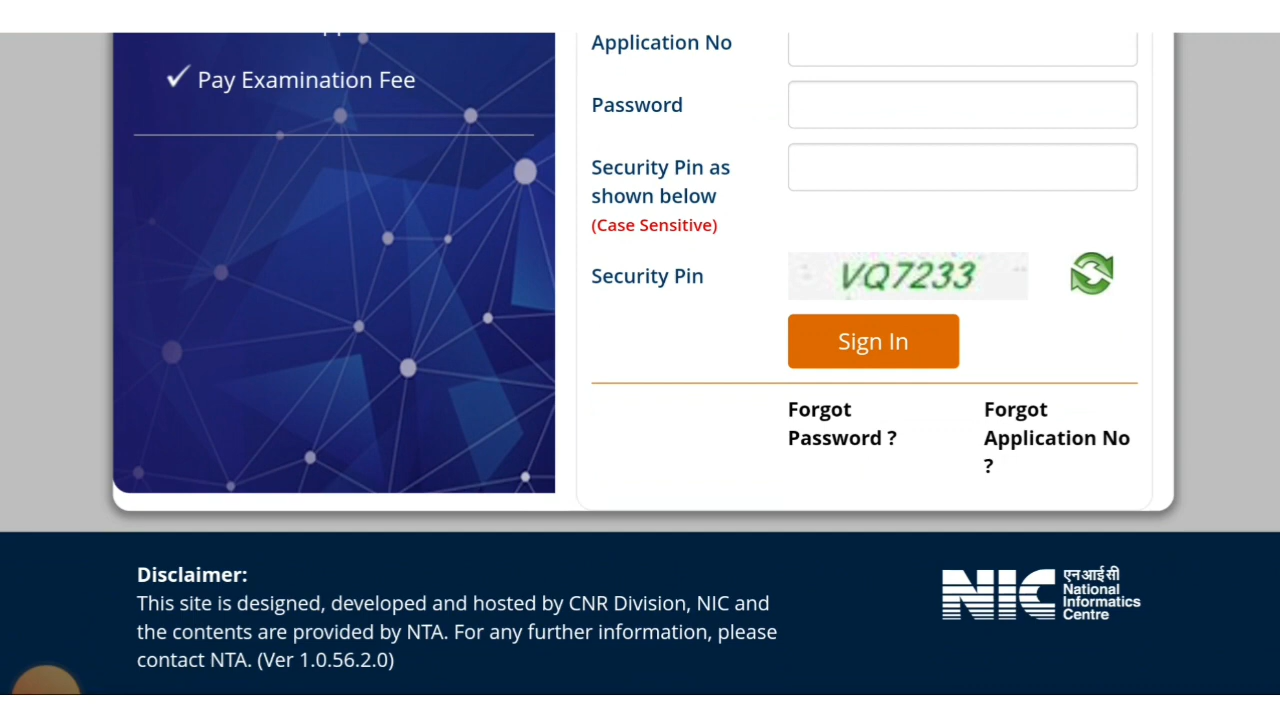 Pay Examination Fee
Application No
Password
Security Pin as
shown below
(Case Sensitive)
Security Pin
VQ7233
Sign In
Forgot
Password ?
Forgot
Application No
?
Disclaimer:
This site is designed, developed and hosted by CNR Division, NIC and
the contents are provided by NTA. For any further information, please
contact NTA. (Ver 1.0.56.2.0)
NIC
एन आई सी
National
Informatics
Centre